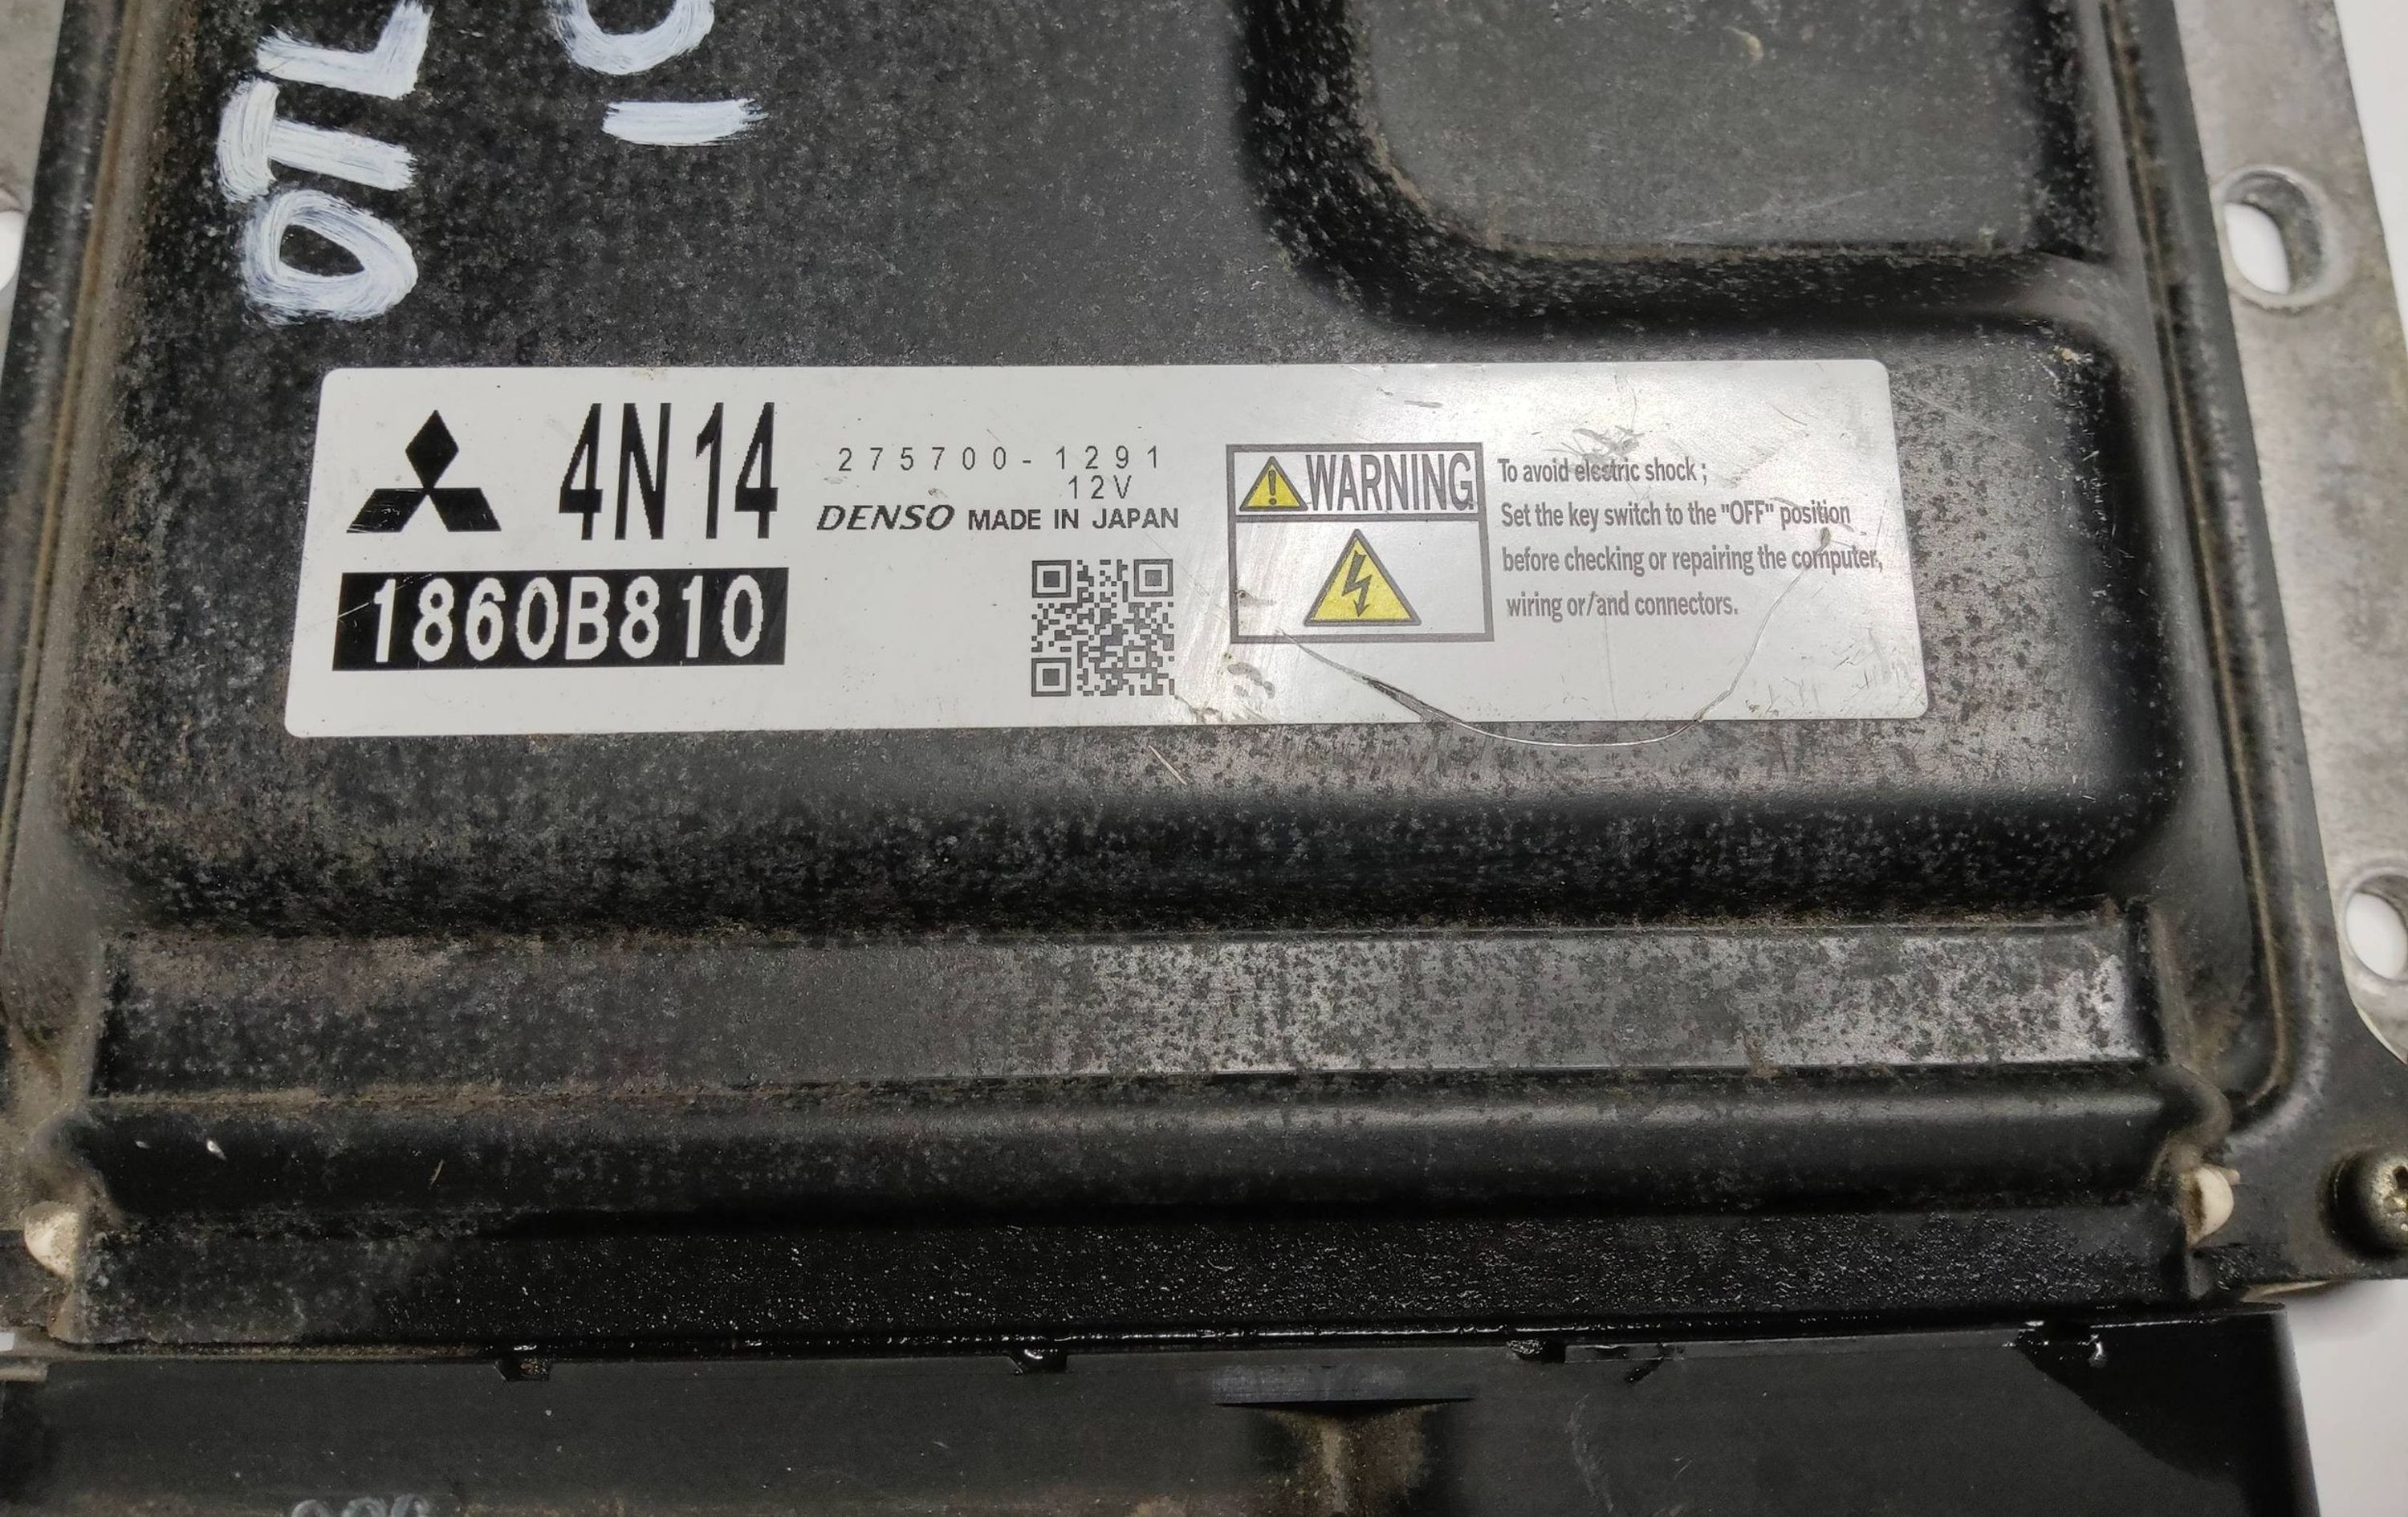 OTL
4N14
1860B810
275700-1291
12V
DENSO MADE IN JAPAN
WARNING
To avoid electric shock ;
Set the key switch to the "OFF" position
before checking or repairing the computer,
wiring or/and connectors.